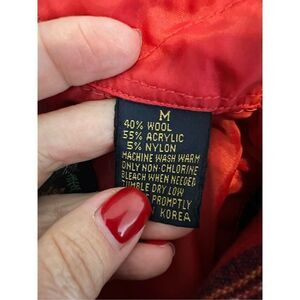 M
40% WOOL
55% ACRYLIC
5% NYLON
MACHINE WASH WARM
ONLY NON-CHLORINE
BLEACH WHEN NEEDED
TUMBLE DRY LOW
PROMPTLY
KOREA